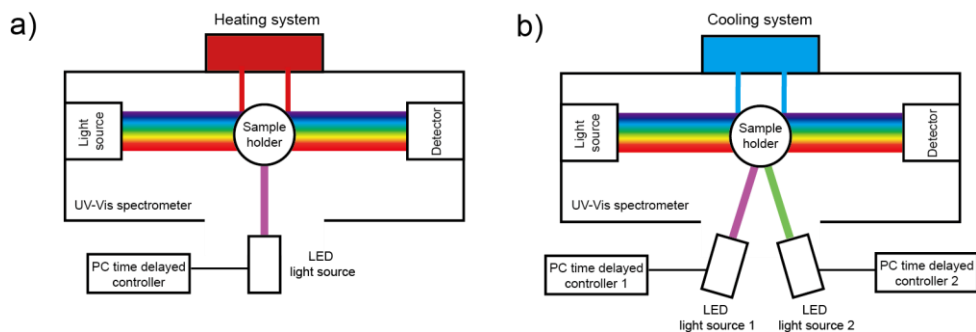 a)
Heating system
Light
source
Sample
holder
Detector
UV-Vis spectrometer
PC time delayed
controller
LED
light source
b)
Cooling system
Light
source
Sample
holder
Detector
UV-Vis spectrometer
PC time delayed
controller 1
LED
light source 1
LED
light source 2
PC time delayed
controller 2